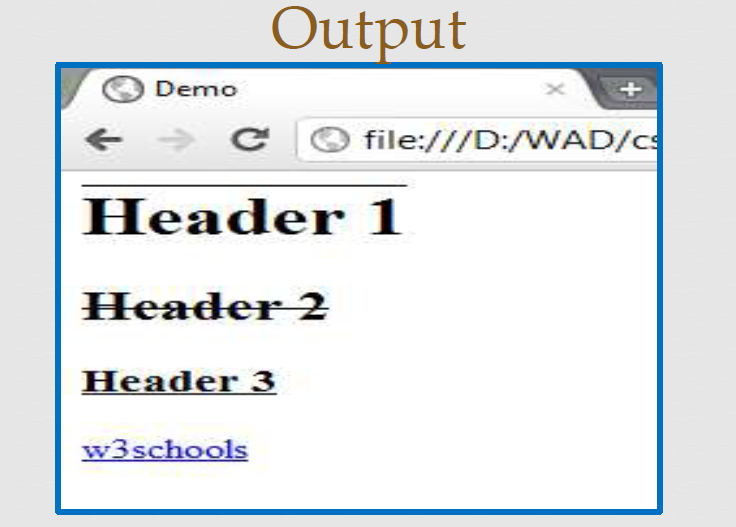 Output
Demo
file:///D:/WAD/cs
Header 1
Header 2
Header 3
w3schools